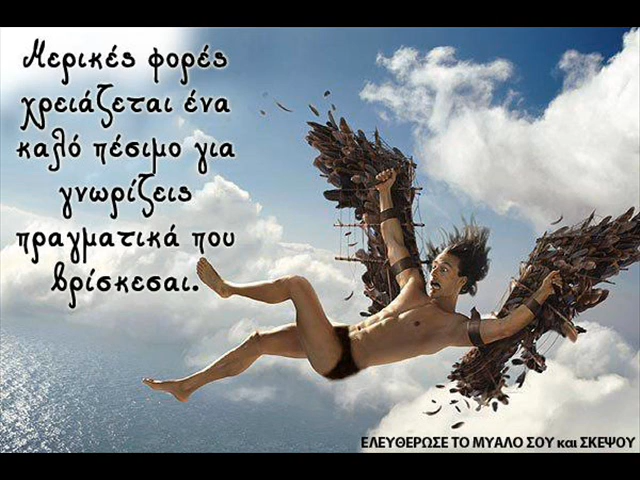 Μερικές φορές
χρειάζεται ένα
καλό πέσιμο για
γνωρίζεις
πραγματικά που
βρίσκεσαι.
ΕΛΕΥΘΕΡΩΣΕ ΤΟ ΜΥΑΛΟ ΣΟΥ και ΣΚΕΨΟΥ